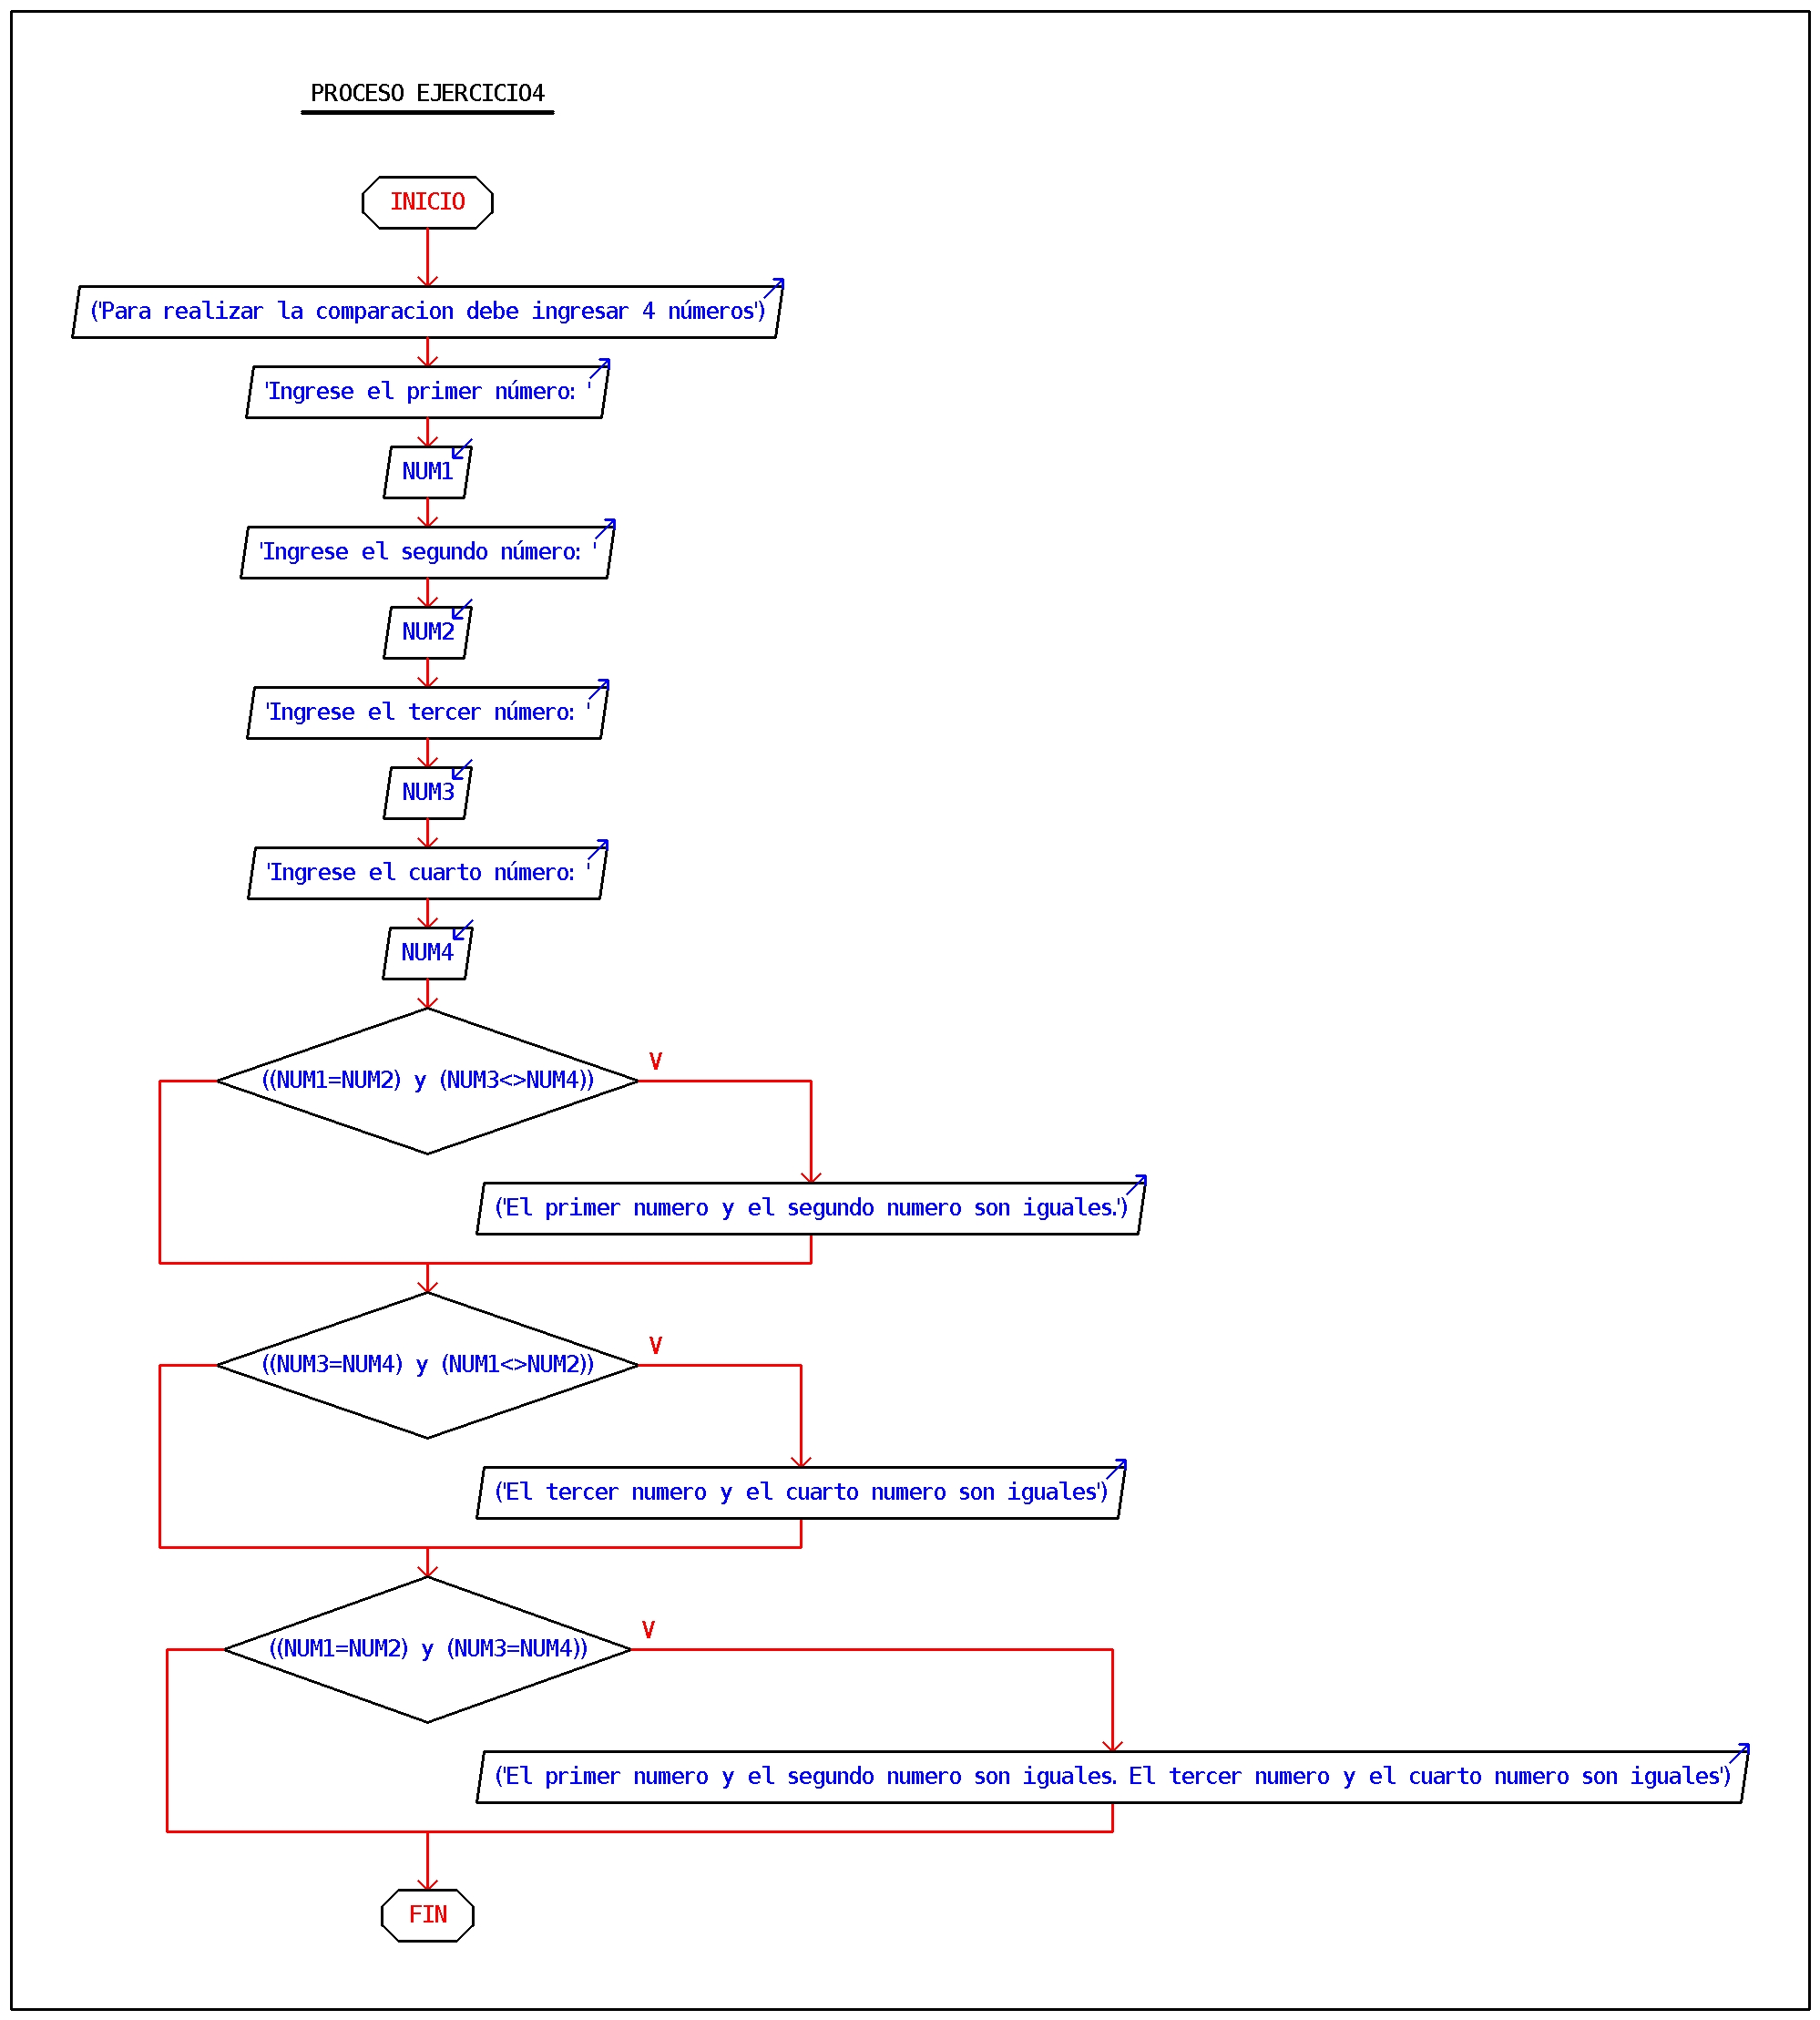 PROCESO EJERCICIO4
INICIO
('Para realizar la comparacion debe ingresar 4 números')
'Ingrese el primer número: '
NUM1
'Ingrese el segundo número: '
NUM2
'Ingrese el tercer número: '
NUM3
'Ingrese el cuarto número: '
NUM4
((NUM1=NUM2) y (NUM3<>NUM4))
V
('El primer numero y el segundo numero son iguales.')
((NUM3=NUM4) y (NUM1<>NUM2))
V
('El tercer numero y el cuarto numero son iguales')
((NUM1=NUM2) y (NUM3=NUM4))
V
('El primer numero y el segundo numero son iguales. El tercer numero y el cuarto numero son iguales')
FIN